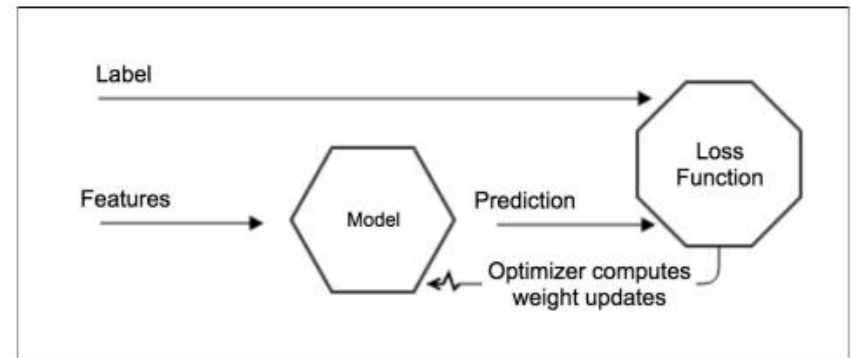 Label
Loss
Function
Features
Model
Prediction
Optimizer computes
weight updates